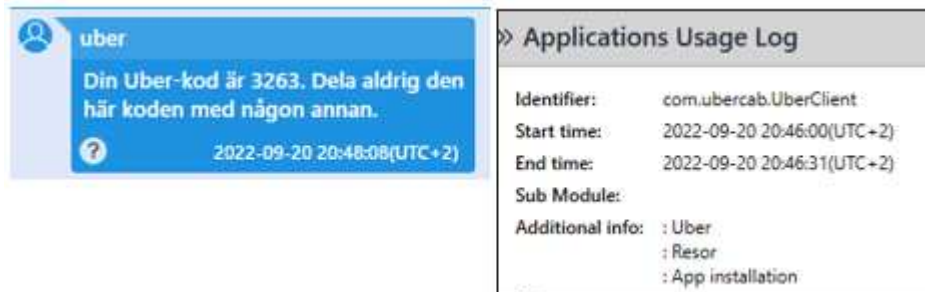 uber
Din Uber-kod är 3263. Dela aldrig den
här koden med någon annan.
?
2022-09-20 20:48:08(UTC+2)
» Applications Usage Log
Identifier: com.ubercab.UberClient
Start time: 2022-09-20 20:46:00(UTC+2)
End time: 2022-09-20 20:46:31(UTC+2)
Sub Module:
Additional info: : Uber
: Resor
: App installation